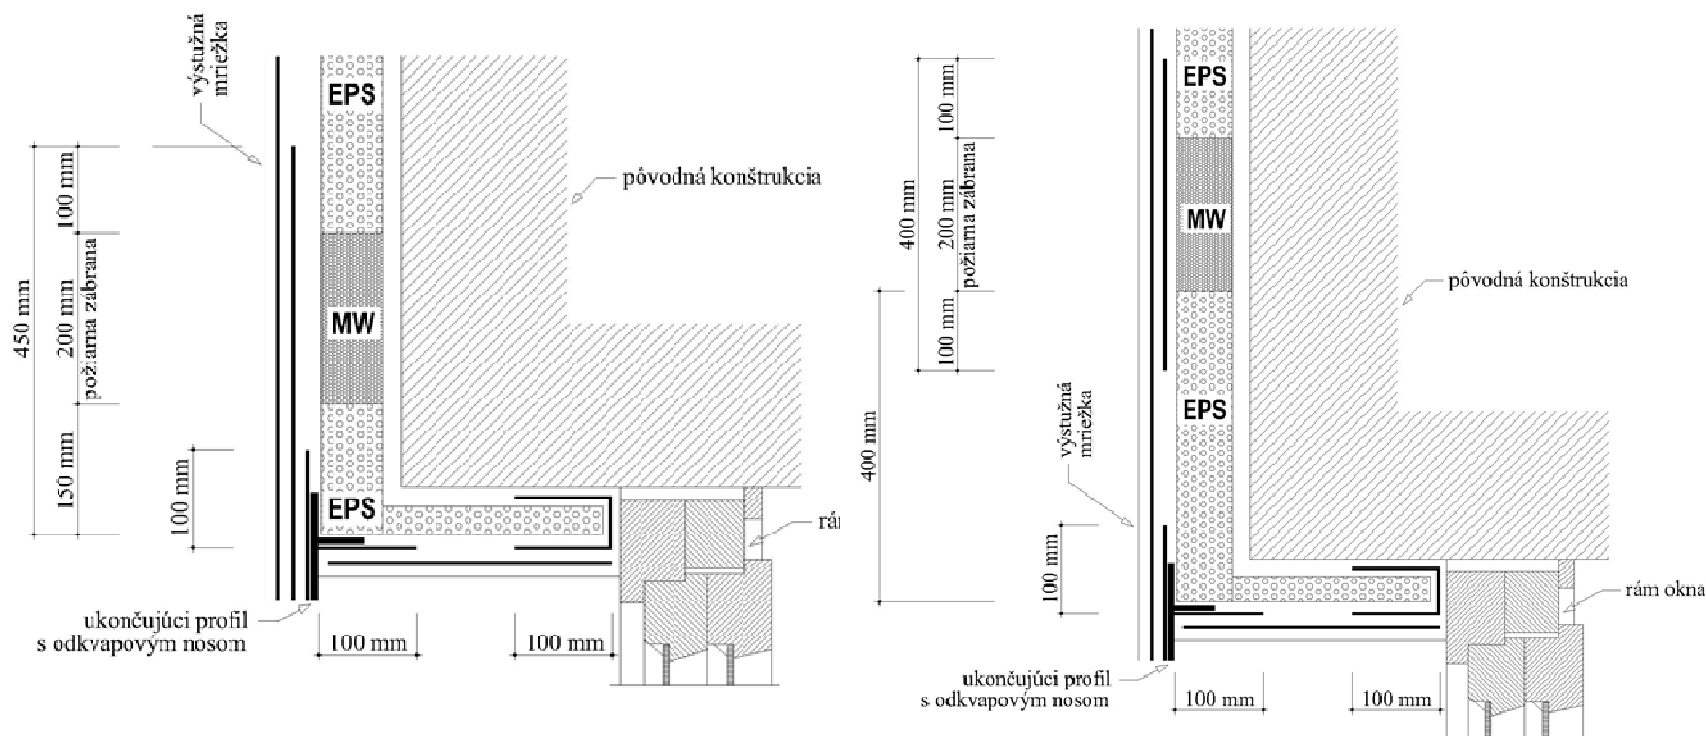 výstužná
mriežka
EPS
MW
EPS
pôvodná konštrukcia
450 mm
100 mm
200 mm
požiarna zábrana
150 mm
100 mm
ukončujúci profil
s odkvapovým nosom
100 mm
100 mm
rá
EPS
MW
EPS
pôvodná konštrukcia
400 mm
100 mm
200 mm
požiarna zábrana
100 mm
400 mm
výstužná
mriežka
100 mm
rám okna
ukončujúci profil
s odkvapovým nosom
100 mm
100 mm